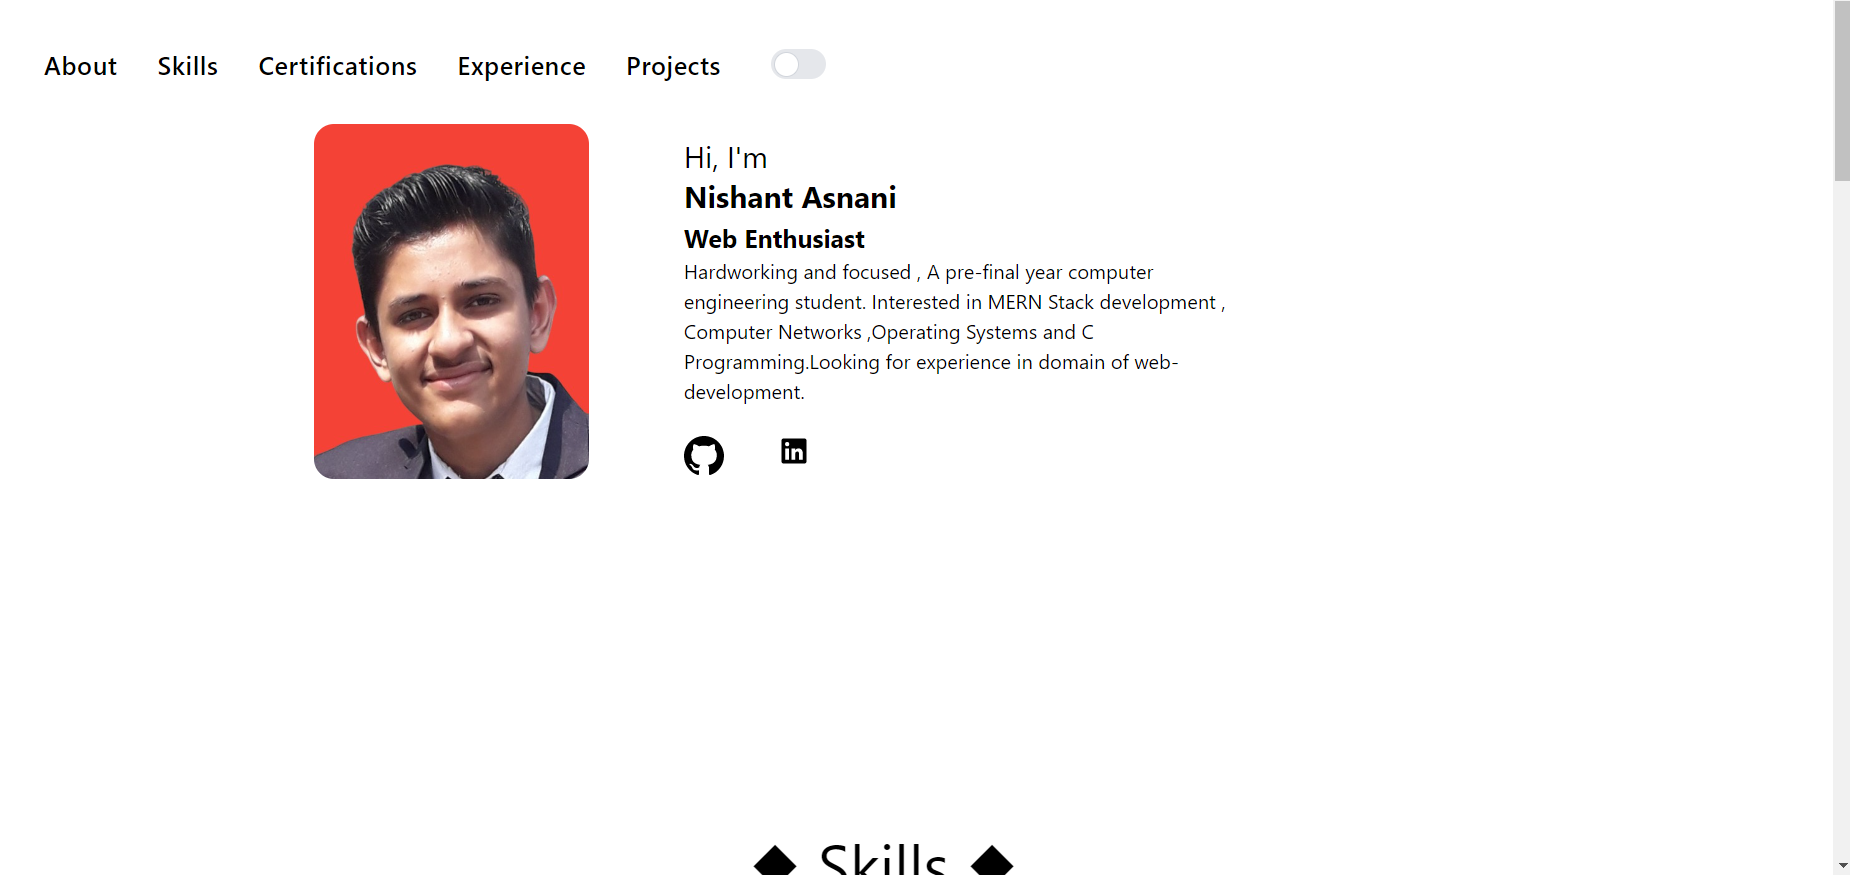 About Skills Certifications Experience Projects
Hi, I'm
Nishant Asnani
Web Enthusiast
Hardworking and focused , A pre-final year computer
engineering student. Interested in MERN Stack development ,
Computer Networks ,Operating Systems and C
Programming.Looking for experience in domain of web-
development.
in
◆ Skills ◆